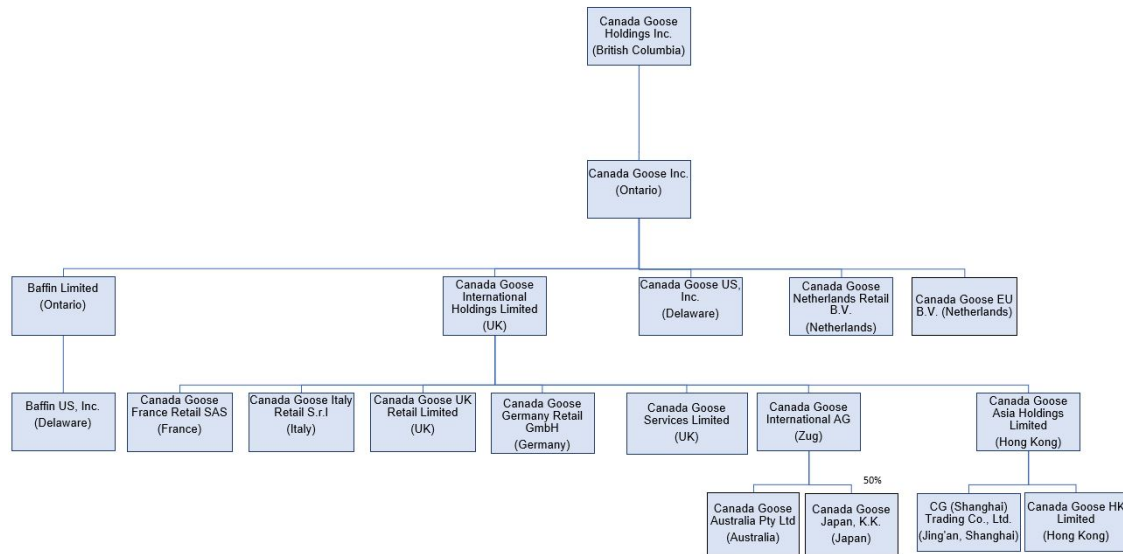 Canada Goose
Holdings Inc.
(British Columbia)
Canada Goose Inc.
(Ontario)
Baffin Limited
(Ontario)
Canada Goose
International
Holdings Limited
(UK)
Canada Goose US,
Inc.
(Delaware)
Canada Goose
Netherlands Retail
B.V.
(Netherlands)
Canada Goose EU
B.V. (Netherlands)
Baffin US, Inc.
(Delaware)
Canada Goose
France Retail SAS
(France)
Canada Goose Italy
Retail S.r.l
(Italy)
Canada Goose UK
Retail Limited
(UK)
Canada Goose
Germany Retail
GmbH
(Germany)
Canada Goose
Services Limited
(UK)
Canada Goose
International AG
(Zug)
Canada Goose
Asia Holdings
Limited
(Hong Kong)
50%
Canada Goose
Australia Pty Ltd
(Australia)
Canada Goose
Japan, K.K.
(Japan)
CG (Shanghai)
Trading Co., Ltd.
(Jing'an, Shanghai)
Canada Goose HK
Limited
(Hong Kong)